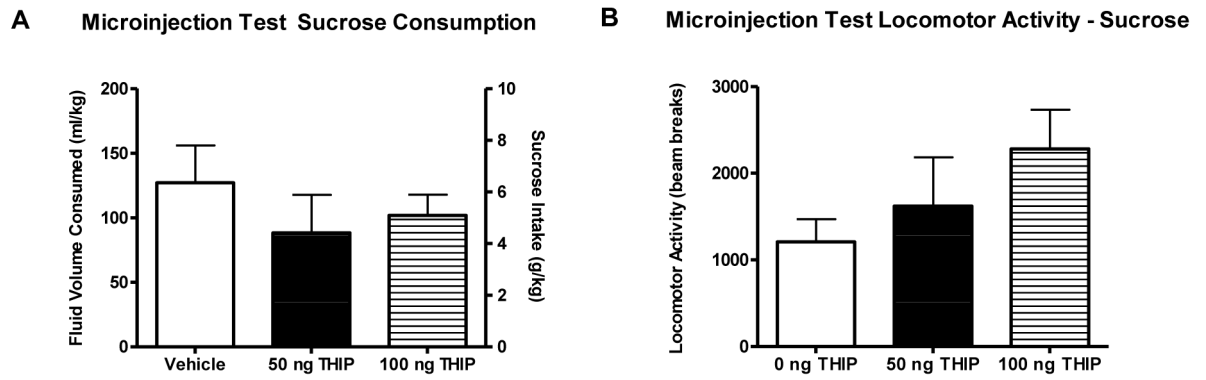 A
Microinjection Test  Sucrose Consumption
Fluid Volume Consumed (ml/kg)
200
150
100
50
0
10
8
6
4
2
0
Sucrose Intake (g/kg)
Vehicle
50 ng THIP
100 ng THIP
B
Microinjection Test Locomotor Activity - Sucrose
Locomotor Activity (beam breaks)
3000
2000
1000
0
0 ng THIP
50 ng THIP
100 ng THIP